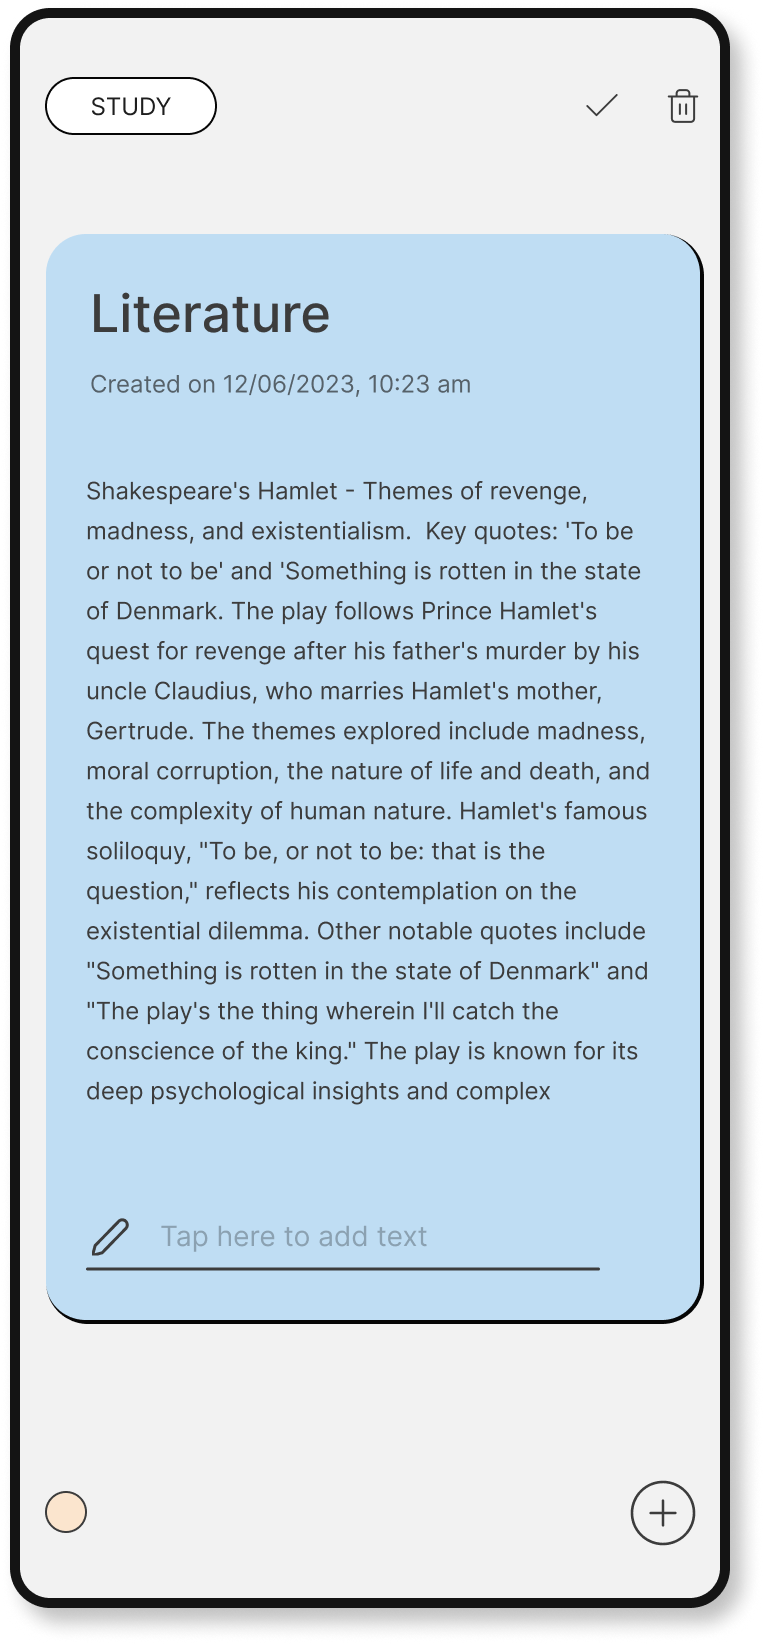 STUDY
Literature
Created on 12/06/2023, 10:23 am
Shakespeare's Hamlet - Themes of revenge,
madness, and existentialism.  Key quotes: 'To be
or not to be' and 'Something is rotten in the state
of Denmark. The play follows Prince Hamlet's
quest for revenge after his father's murder by his
uncle Claudius, who marries Hamlet's mother,
Gertrude. The themes explored include madness,
moral corruption, the nature of life and death, and
the complexity of human nature. Hamlet's famous
soliloquy, "To be, or not to be: that is the
question," reflects his contemplation on the
existential dilemma. Other notable quotes include
"Something is rotten in the state of Denmark" and
"The play's the thing wherein I'll catch the
conscience of the king." The play is known for its
deep psychological insights and complex
Tap here to add text